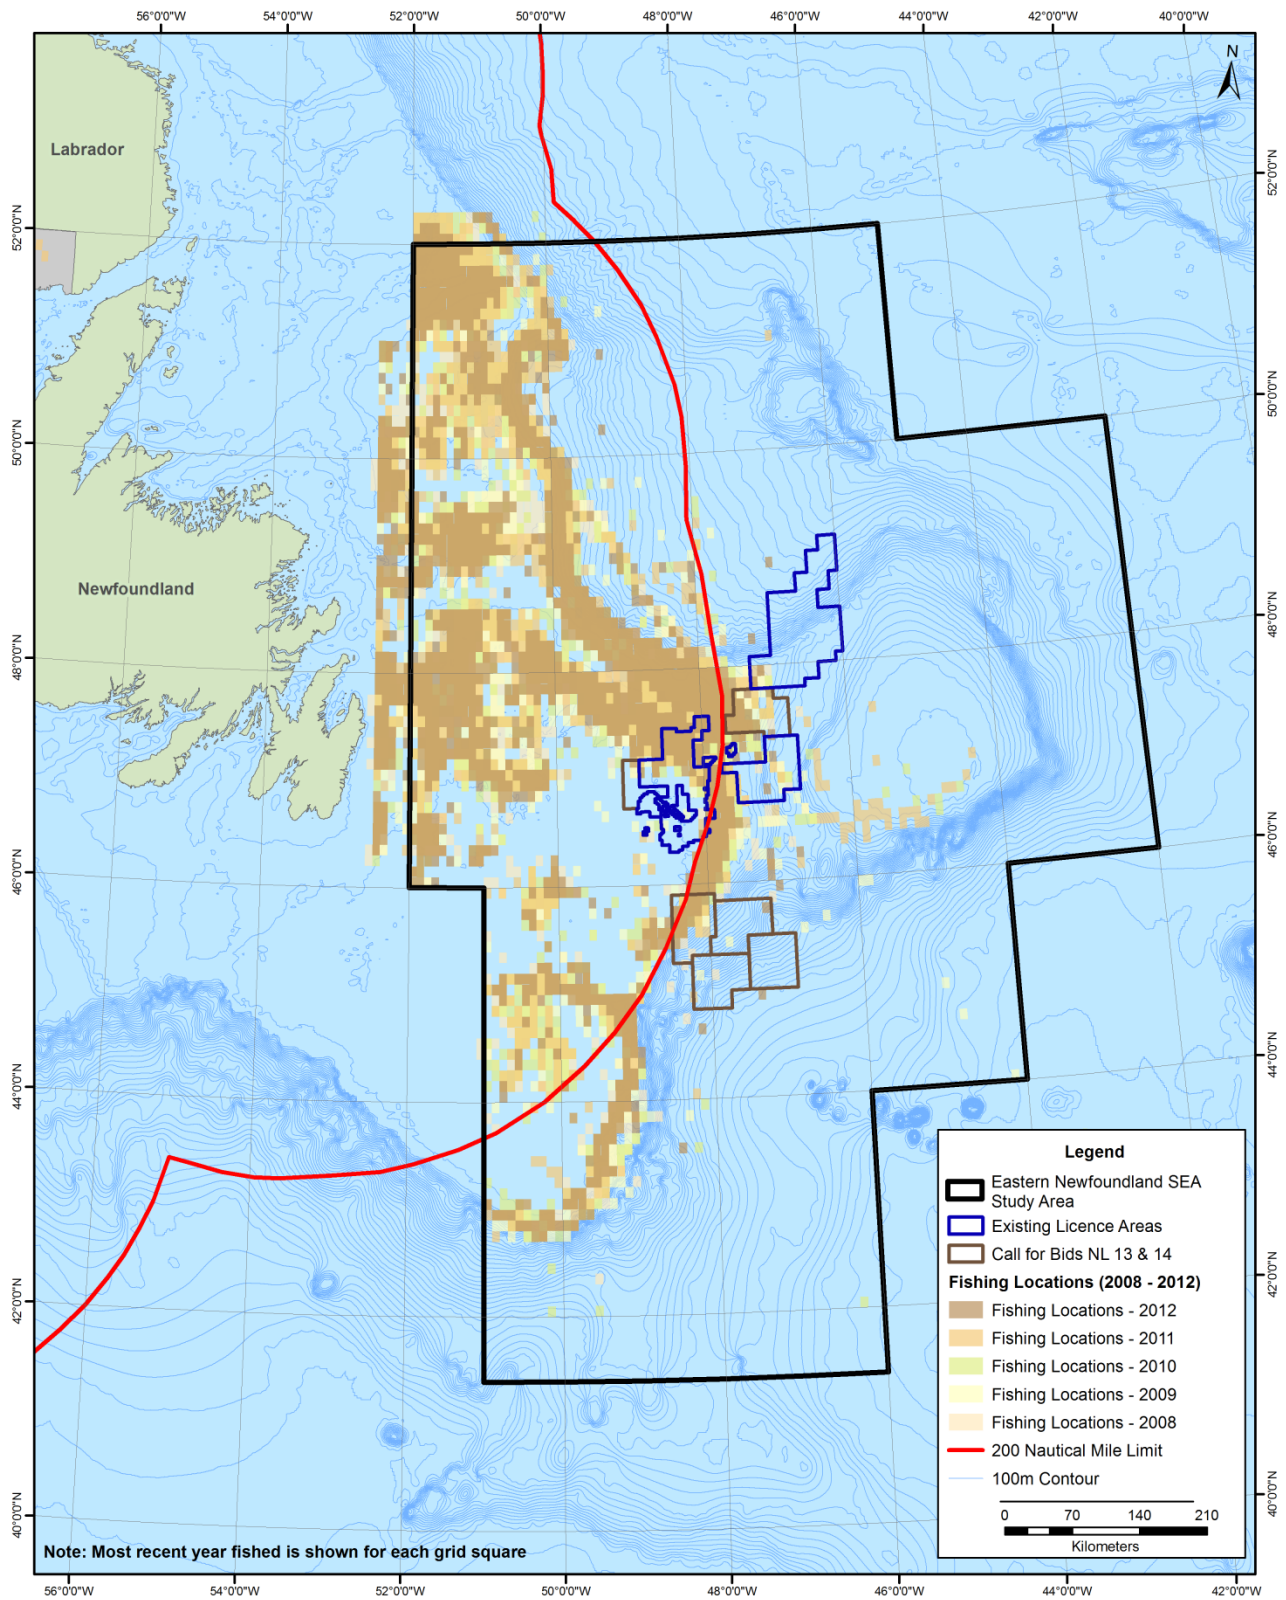 56°0'0"W 54°0'0"W 52°0'0"W 50°0'0"W 48°0'0"W 46°0'0"W 44°0'0"W 42°0'0"W 40°0'0"W
N
Labrador
52°0'0"N
52°0'0"N
50°0'0"N
50°0'0"N
Newfoundland
48°0'0"N
48°0'0"N
46°0'0"N
46°0'0"N
44°0'0"N
44°0'0"N
42°0'0"N
42°0'0"N
40°0'0"N
40°0'0"N
Legend
Eastern Newfoundland SEA
Study Area
Existing Licence Areas
Call for Bids NL 13 & 14
Fishing Locations (2008 - 2012)
Fishing Locations - 2012
Fishing Locations - 2011
Fishing Locations - 2010
Fishing Locations - 2009
Fishing Locations - 2008
200 Nautical Mile Limit
100m Contour
0 70 140 210
Kilometers
Note: Most recent year fished is shown for each grid square
56°0'0"W 54°0'0"W 52°0'0"W 50°0'0"W 48°0'0"W 46°0'0"W 44°0'0"W 42°0'0"W